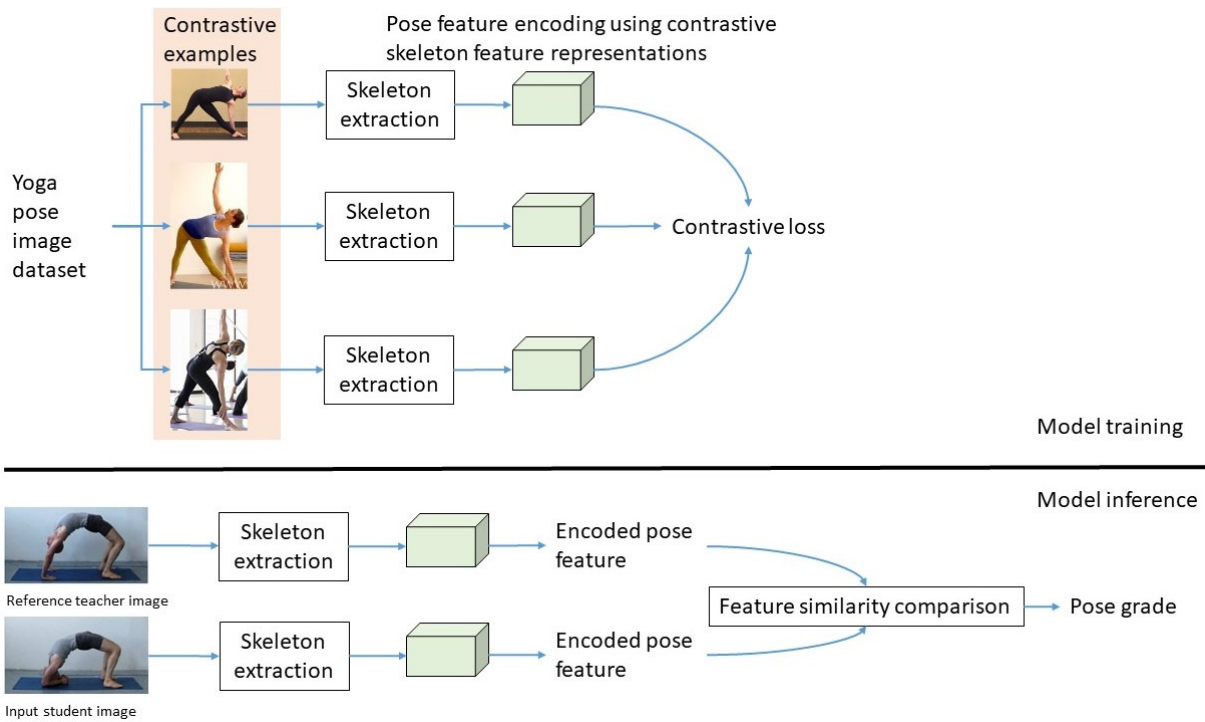 Contrastive
examples
Pose feature encoding using contrastive
skeleton feature representations
Skeleton
extraction
Yoga
pose
image
dataset
Skeleton
extraction
Contrastive loss
Skeleton
extraction
Model training
Model inference
Skeleton
extraction
Encoded pose
feature
Reference teacher image
Feature similarity comparison
Pose grade
Skeleton
extraction
Encoded pose
feature
Input student image